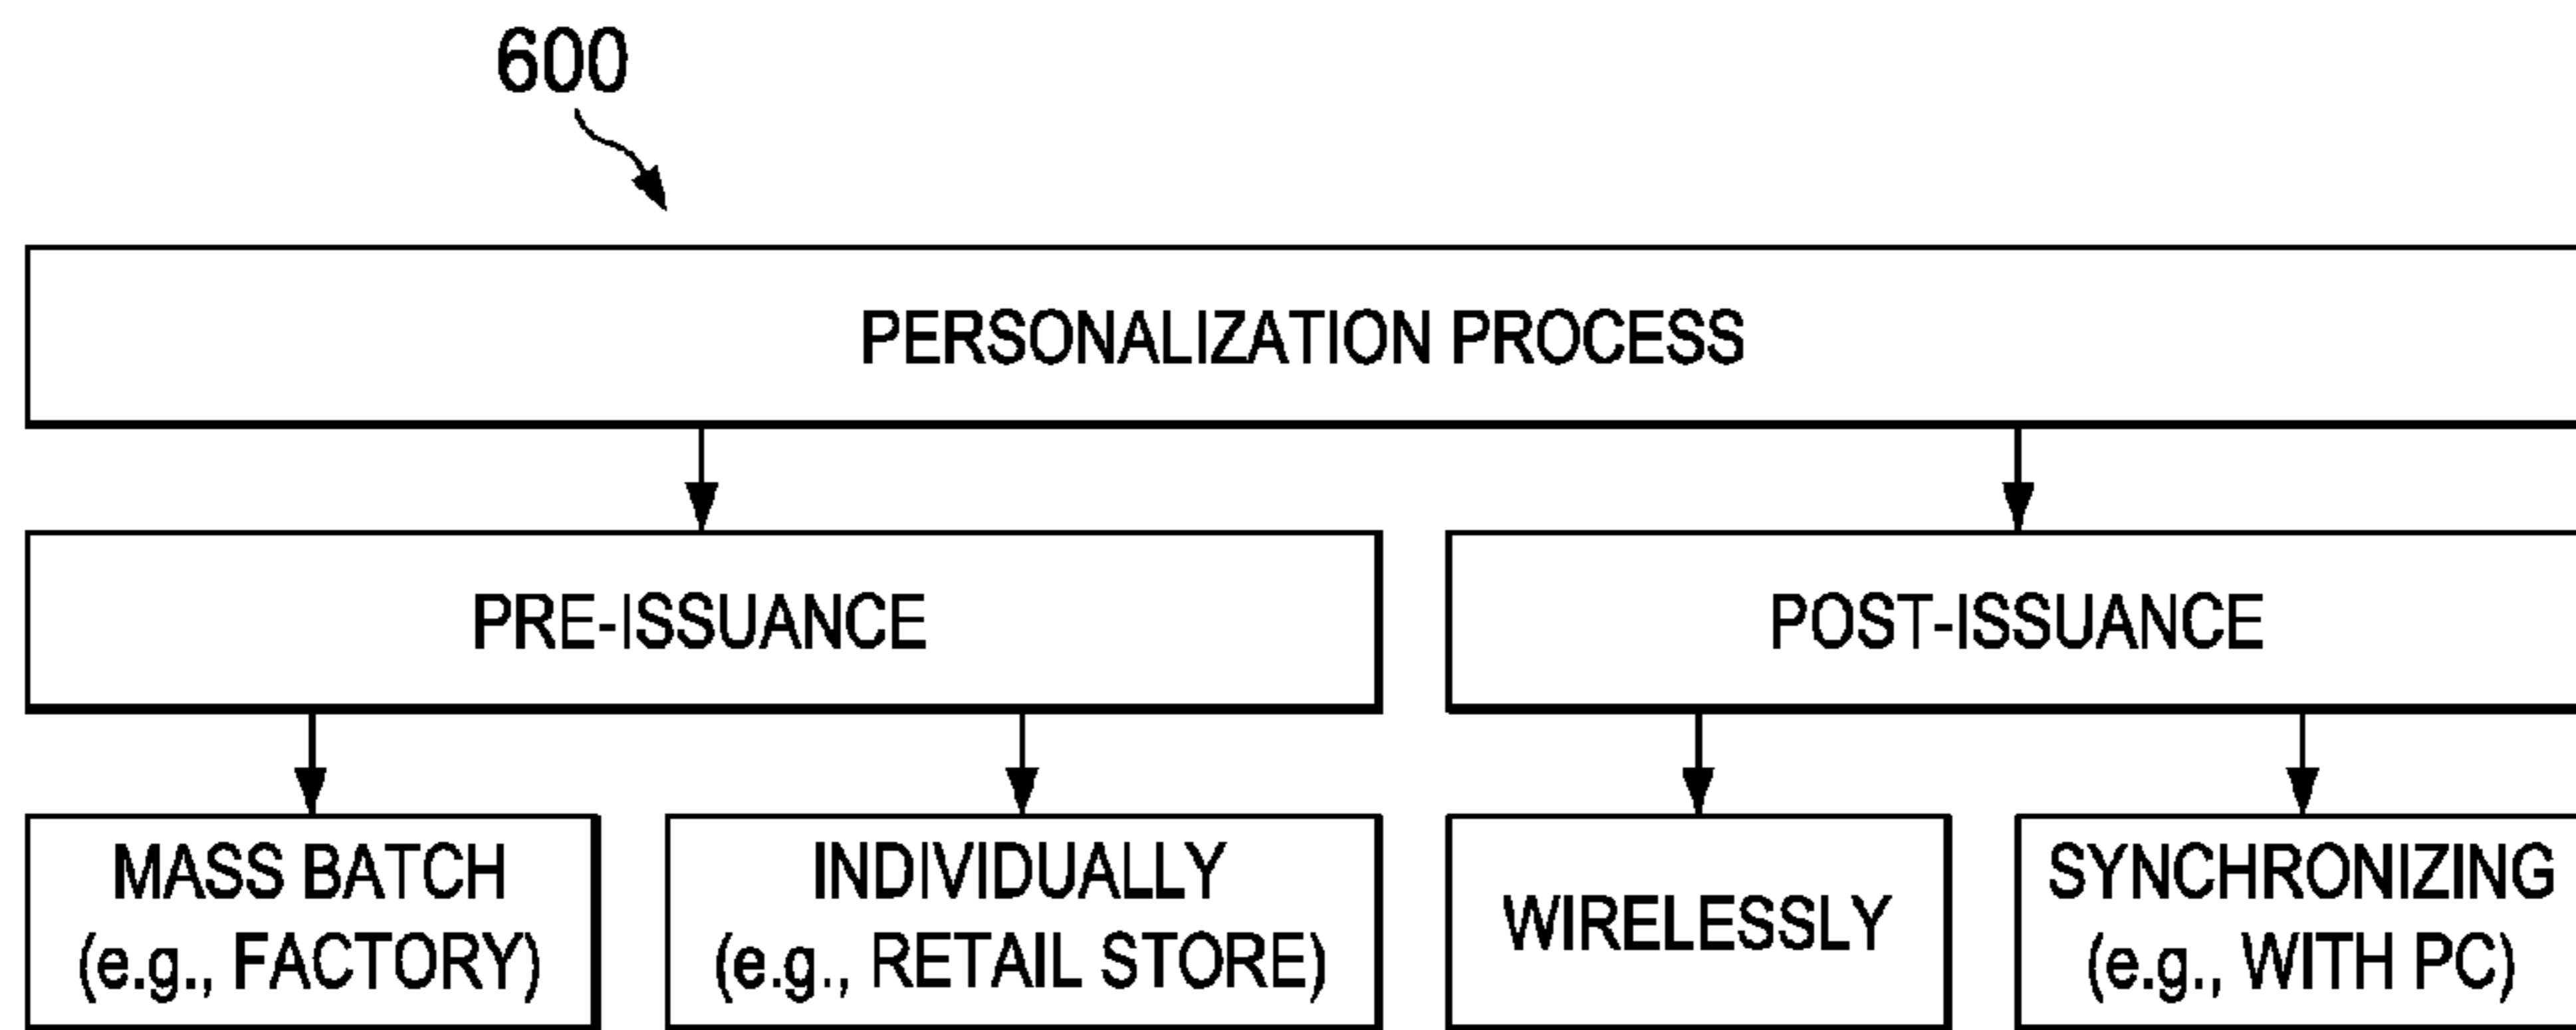 600
PERSONALIZATION PROCESS
PRE-ISSUANCE
POST-ISSUANCE
MASS BATCH
(e.g., FACTORY)
INDIVIDUALLY
(e.g., RETAIL STORE)
WIRELESSLY
SYNCHRONIZING
(e.g., WITH PC)